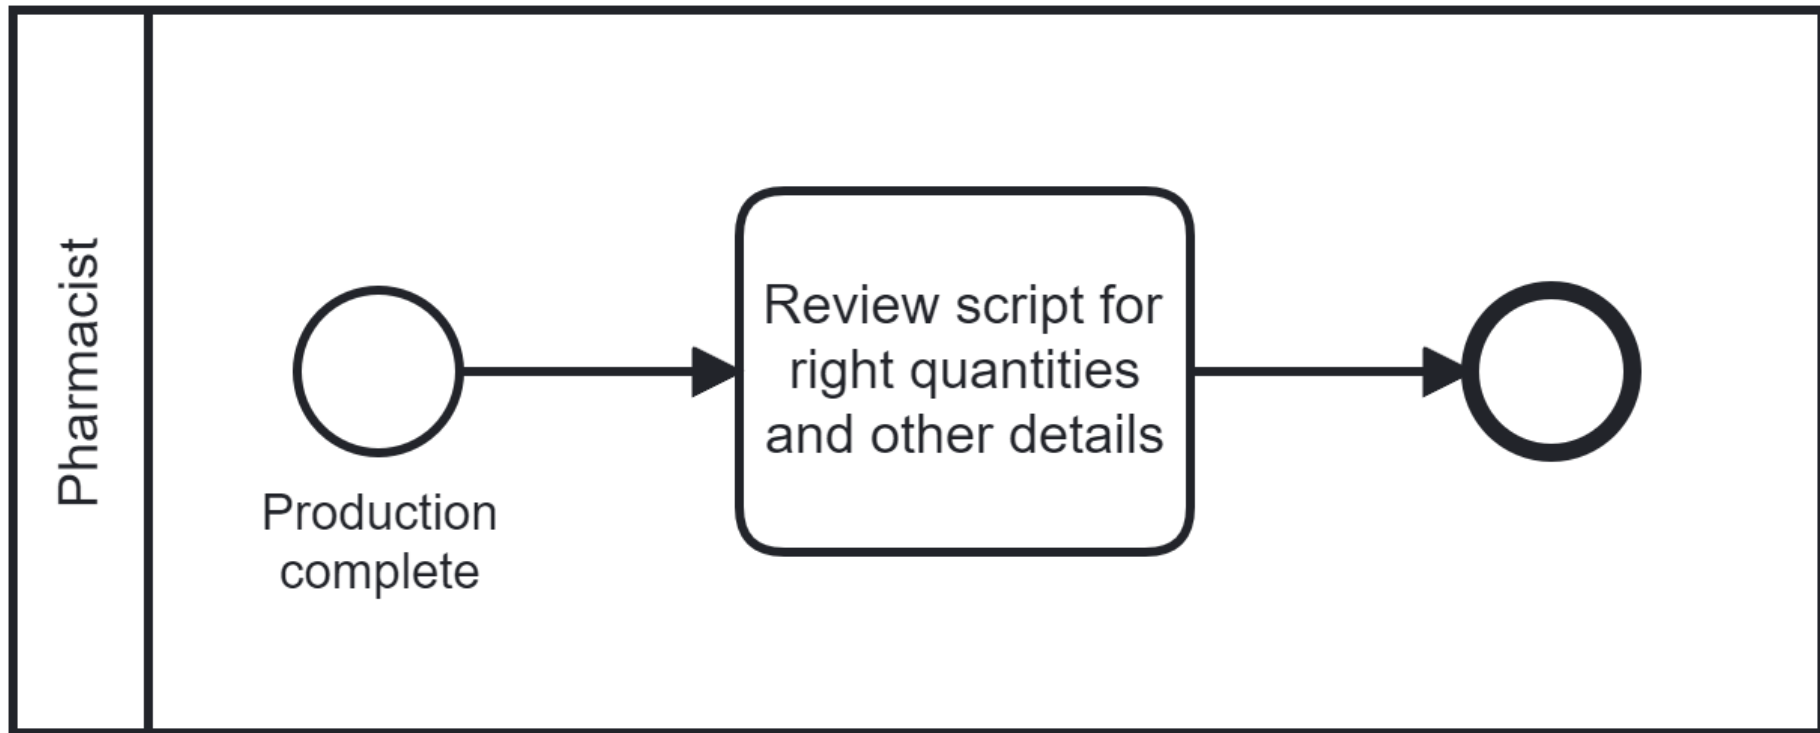 Pharmacist
Production
complete
Review script for
right quantities
and other details